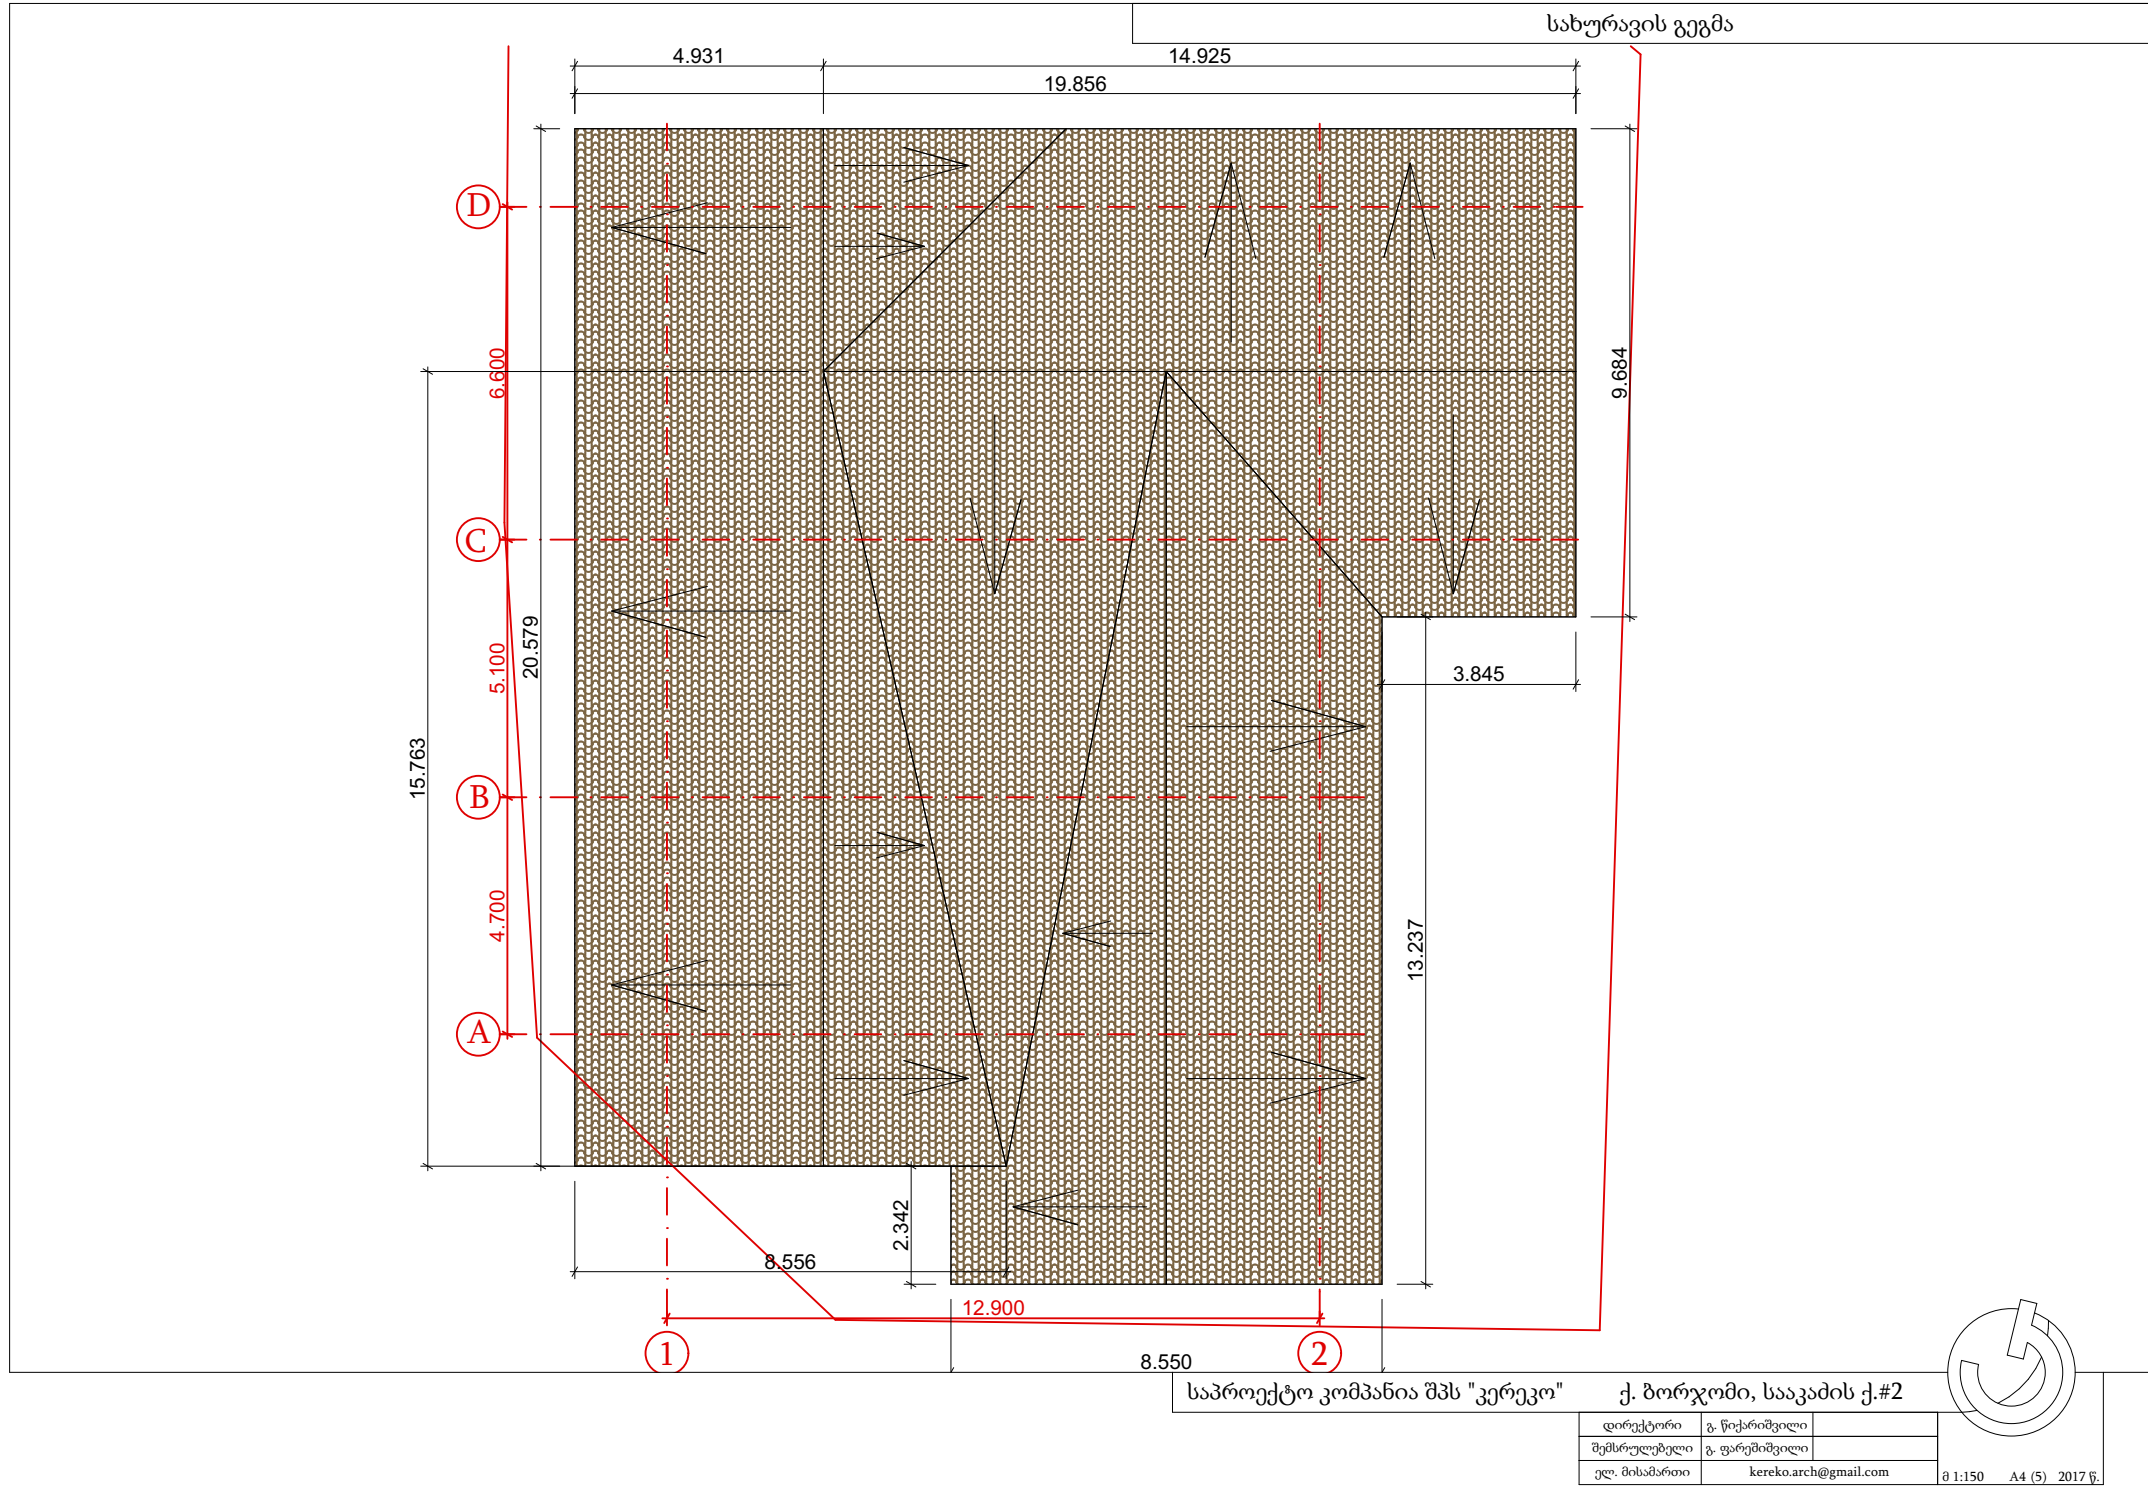 სახურავის გეგმა
4.931
14.925
19.856
D
6.600
9.684
C
5.100
20.579
3.845
15.763
B
4.700
13.237
A
2.342
8.556
12.900
1
2
8.550
საპროექტო კომპანია შპს "კერეკო"
ქ. ბორჯომი, სააკაძის ქ.#2
დირექტორი
გ. წიქარიშვილი
შემსრულებელი
გ. ფარეშიშვილი
ელ. მისამართი
kereko.arch@gmail.com
მ 1:150
A4 (5)
2017 წ.